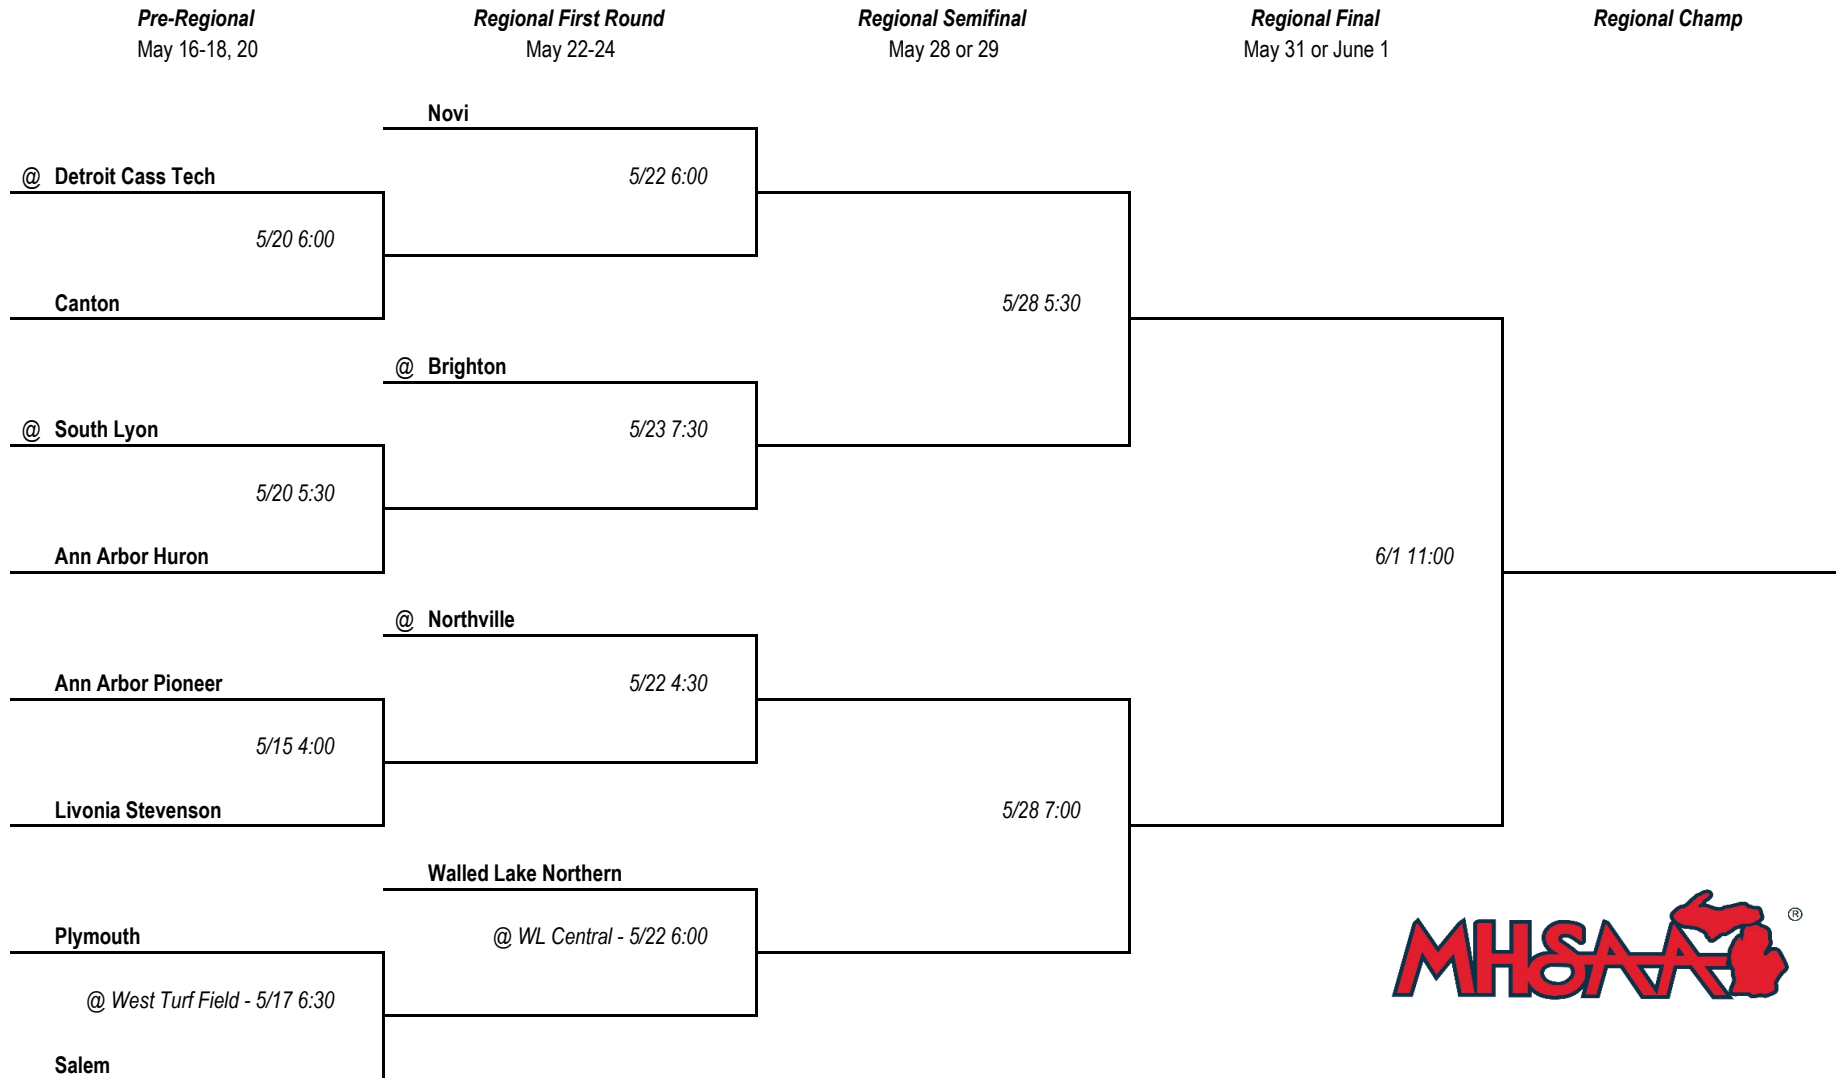 Pre-Regional
May 16-18, 20
Regional First Round
May 22-24
Regional Semifinal
May 28 or 29
Regional Final
May 31 or June 1
Regional Champ
Novi
@ Detroit Cass Tech
5/22 6:00
5/20 6:00
Canton
5/28 5:30
@ Brighton
@ South Lyon
5/23 7:30
5/20 5:30
Ann Arbor Huron
6/1 11:00
@ Northville
Ann Arbor Pioneer
5/22 4:30
5/15 4:00
Livonia Stevenson
5/28 7:00
Walled Lake Northern
Plymouth
@ WL Central - 5/22 6:00
@ West Turf Field - 5/17 6:30
Salem
MHSAA ®